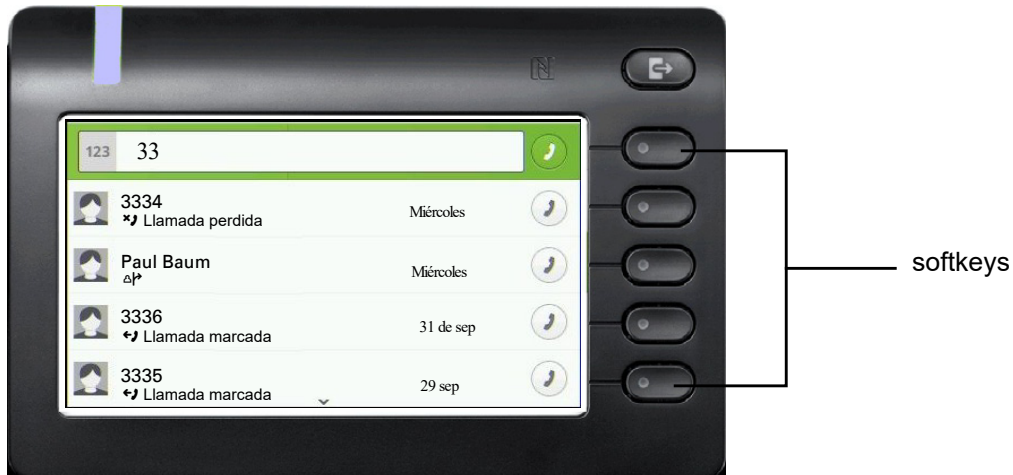 123 33
3334
Llamada perdida Miércoles
Paul Baum
Miércoles
3336
Llamada marcada 31 de sep
3335
Llamada marcada 29 sep
softkeys